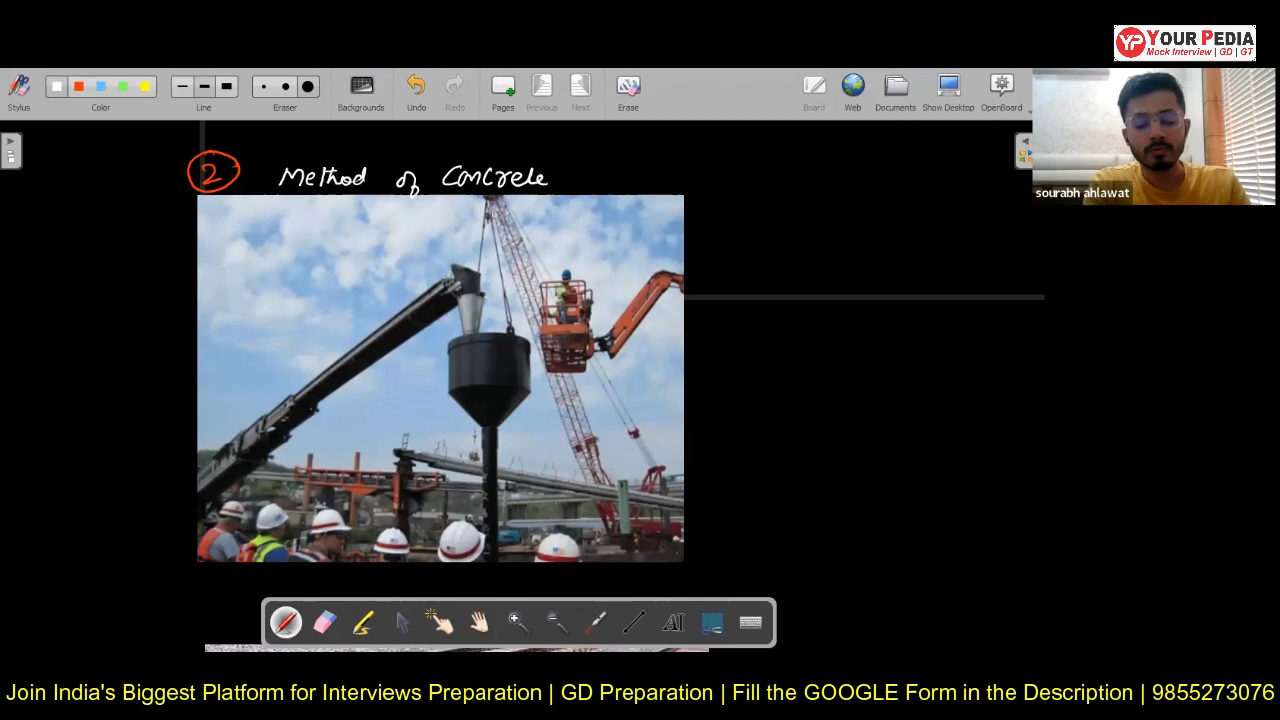 YP YOUR PEDIA
Mock Interview | GD | GT
Stylus
Color
Line
Eraser
Backgrounds
Undo
Redo
Pages
Previous
Next
Erase
Board
Web
Documents
Show Desktop
OpenBoard
sourabh ahlawat
2 Method of Concrete
AI
Join India's Biggest Platform for Interviews Preparation | GD Preparation | Fill the GOOGLE Form in the Description | 9855273076